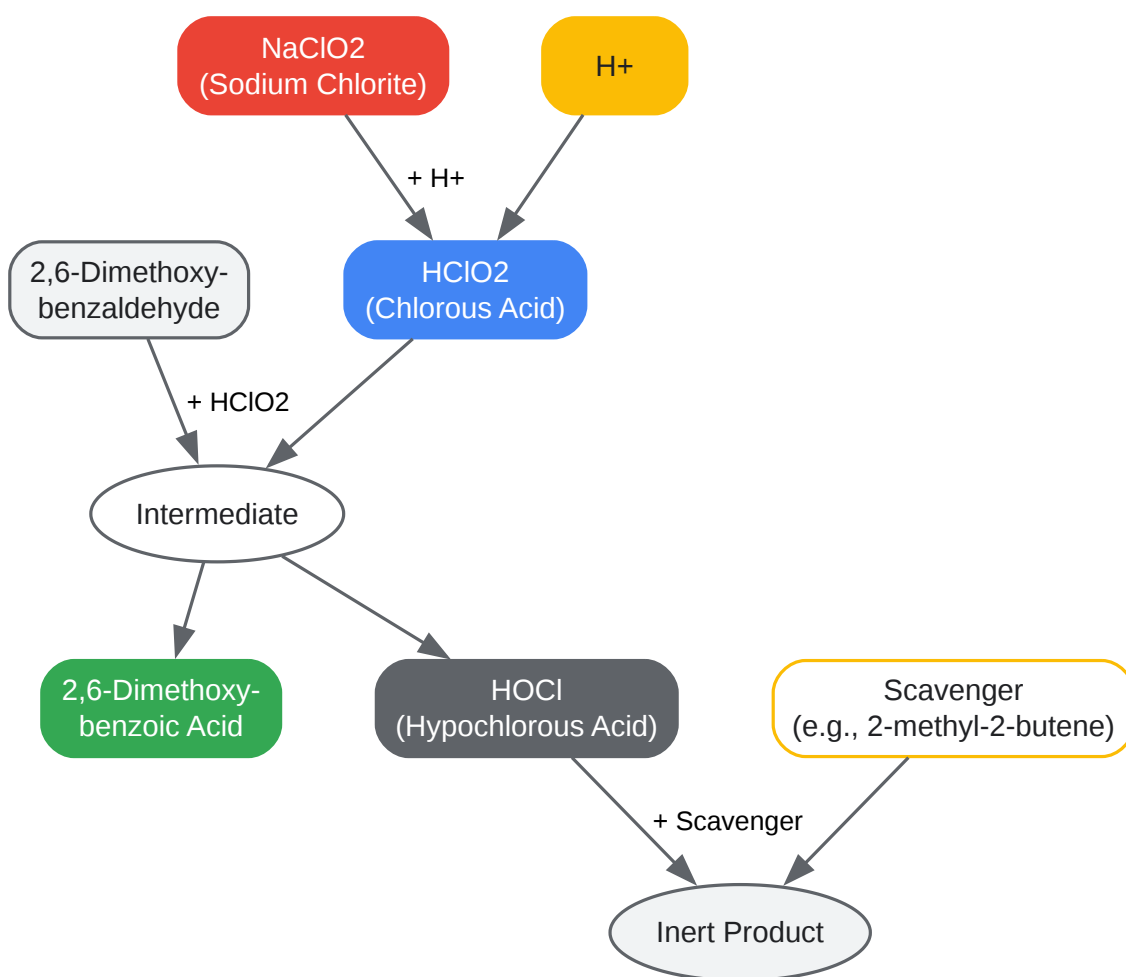 NaClO2
(Sodium Chlorite)
H+
+ H+
2,6-Dimethoxy-
benzaldehyde
HClO2
(Chlorous Acid)
+ HClO2
Intermediate
2,6-Dimethoxy-
benzoic Acid
HOCl
(Hypochlorous Acid)
Scavenger
(e.g., 2-methyl-2-butene)
+ Scavenger
Inert Product